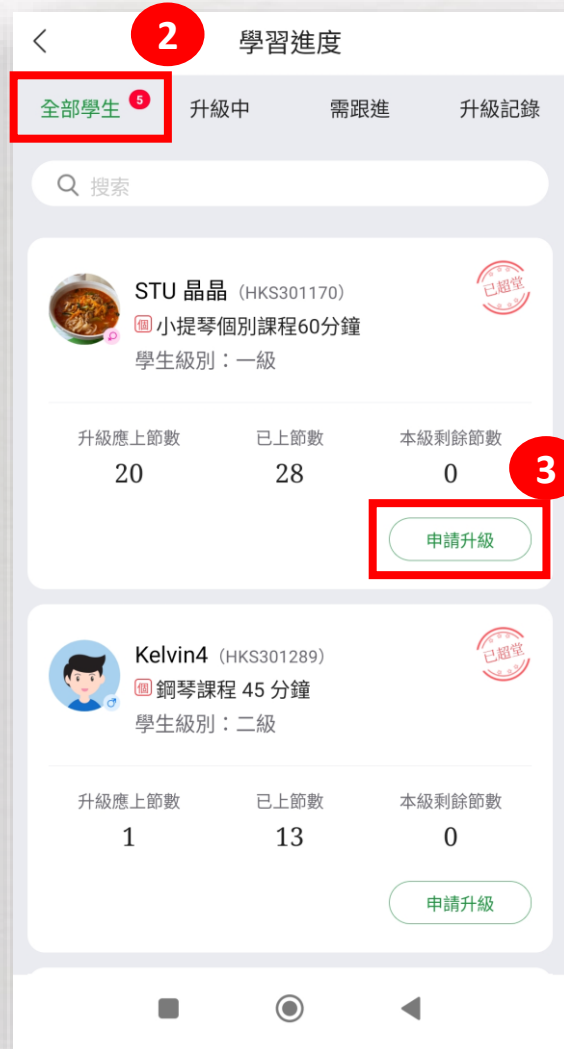 2
學習進度
全部學生 5 升級中 需跟進 升級記錄
搜索
STU 晶晶 (HKS301170)
已超堂
個 小提琴個別課程60分鐘
學生級別：一級
升級應上節數 已上節數 本級剩餘節數
20 28 0
3
申請升級
Kelvin4 (HKS301289)
已超堂
個 鋼琴課程 45 分鐘
學生級別：二級
升級應上節數 已上節數 本級剩餘節數
1 13 0
申請升級